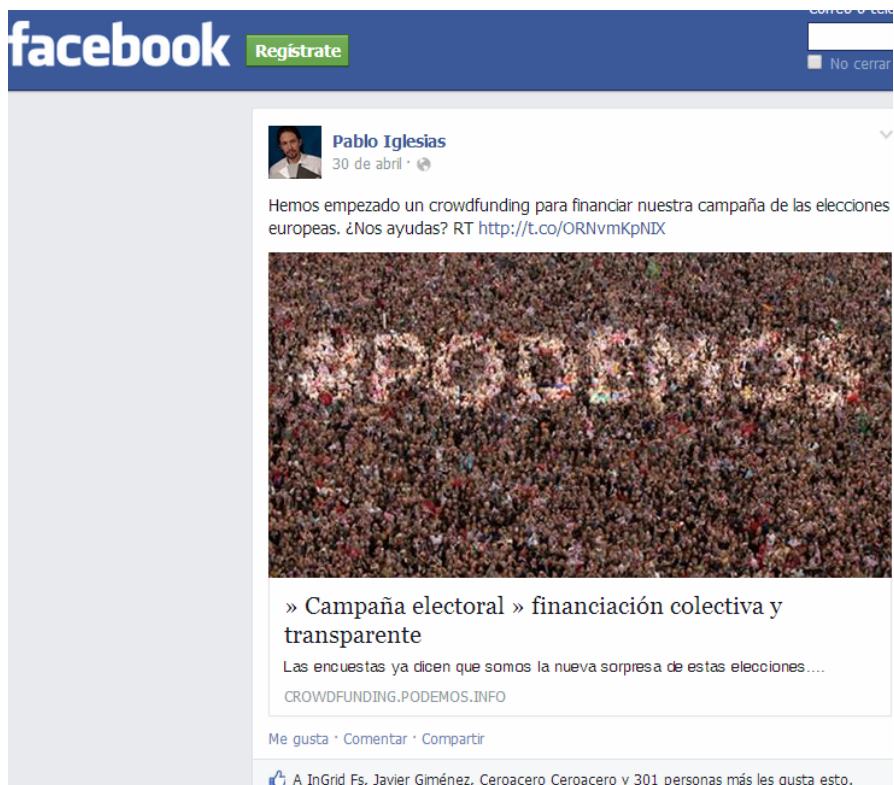 Correo o telé
facebook
Regístrate
No cerrar
Pablo Iglesias
30 de abril ·
Hemos empezado un crowdfunding para financiar nuestra campaña de las elecciones
europeas. ¿Nos ayudas? RT http://t.co/ORNvmKpNIX
#PODEMOS
» Campaña electoral » financiación colectiva y
transparente
Las encuestas ya dicen que somos la nueva sorpresa de estas elecciones....
CROWDFUNDING.PODEMOS.INFO
Me gusta · Comentar · Compartir
A InGrid Fs, Javier Giménez, Ceroacero Ceroacero y 301 personas más les gusta esto.